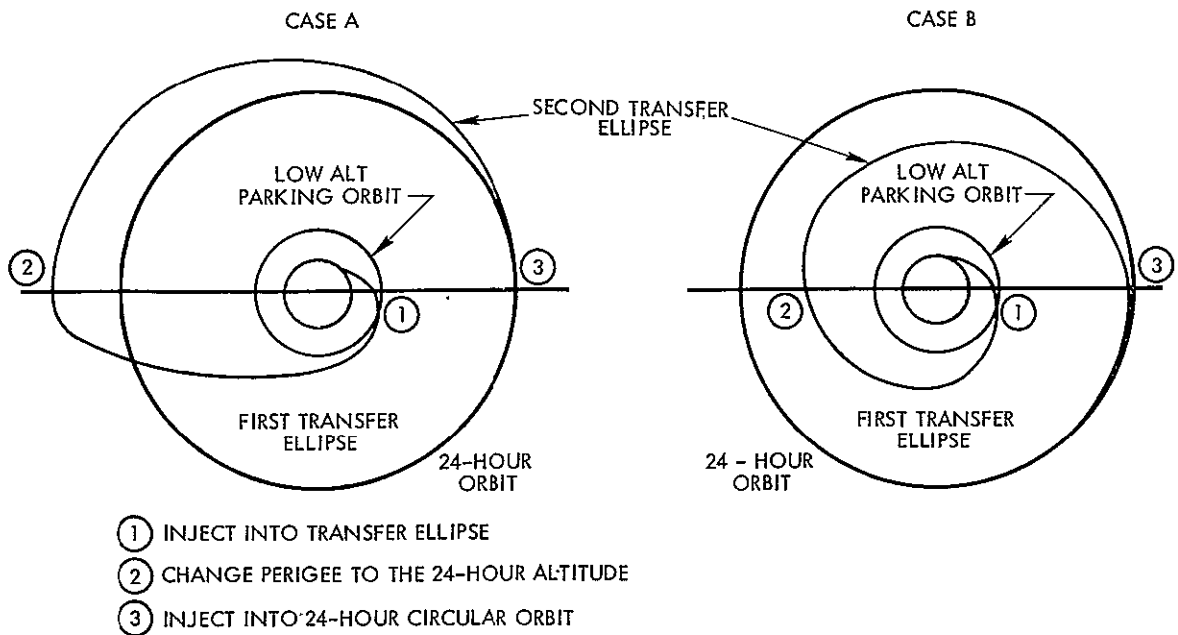 CASE A
CASE B
SECOND TRANSFER
ELLIPSE
LOW ALT
PARKING ORBIT
LOW ALT
PARKING ORBIT
2
3
1
2
3
1
FIRST TRANSFER
ELLIPSE
24-HOUR
ORBIT
FIRST TRANSFER
ELLIPSE
24 - HOUR
ORBIT
1 INJECT INTO TRANSFER ELLIPSE
2 CHANGE PERIGEE TO THE 24-HOUR ALTITUDE
3 INJECT INTO 24-HOUR CIRCULAR ORBIT